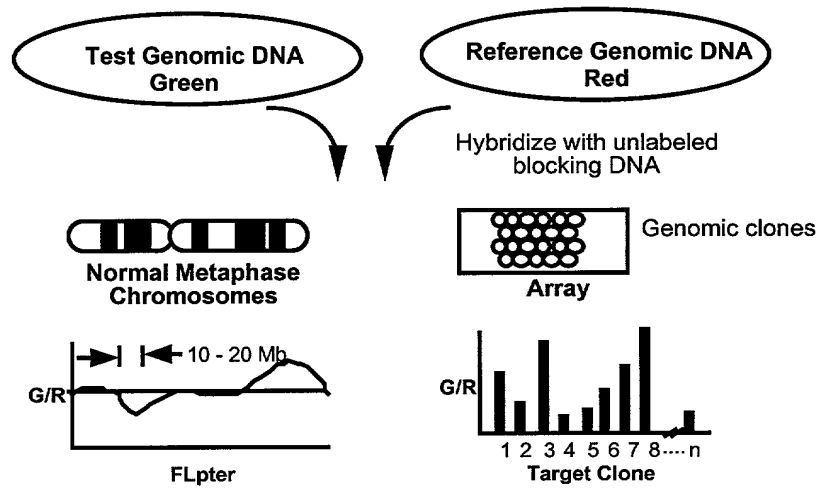 Test Genomic DNA
Green
Reference Genomic DNA
Red
Hybridize with unlabeled
blocking DNA
Normal Metaphase
Chromosomes
Genomic clones
Array
10 - 20 Mb
G/R
FLpter
G/R
1 2 3 4 5 6 7 8 ···· n
Target Clone